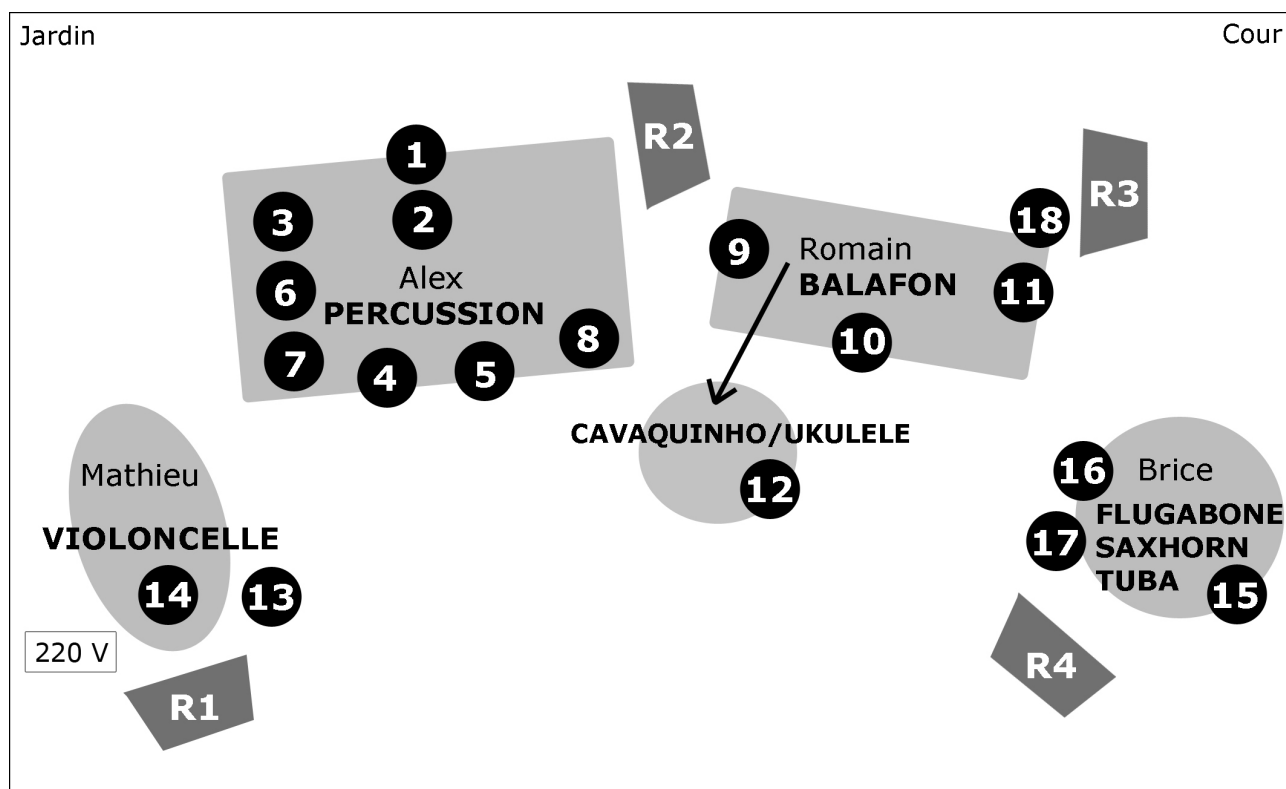 Jardin
Cour
R2
1
R3
2
3
18
9
Romain
BALAFON
6
Alex
PERCUSSION
11
8
10
7
4
5
CAVAQUINHO/UKULELE
12
Mathieu
VIOLONCELLE
14
13
16
Brice
17
FLUGABONE
SAXHORN
TUBA
15
220 V
R1
R4